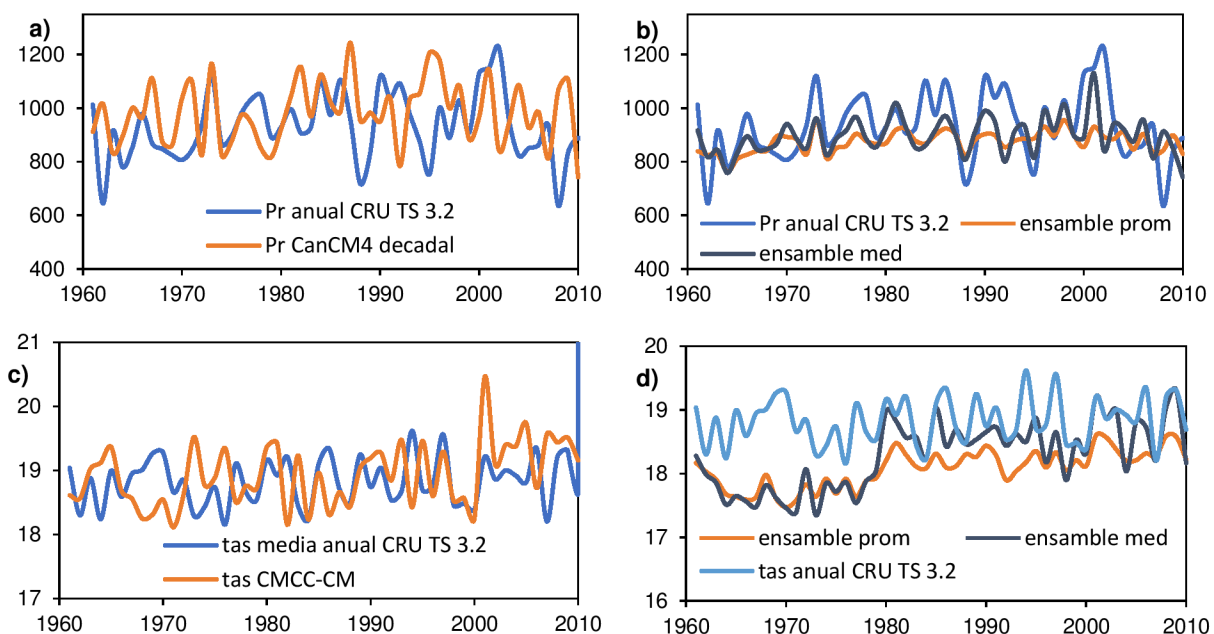 a)
1200
1000
800
600
400
Pr anual CRU TS 3.2
Pr CanCM4 decadal
1960 1970 1980 1990 2000 2010
b)
1200
1000
800
600
400
Pr anual CRU TS 3.2 ensamble prom
ensamble med
1960 1970 1980 1990 2000 2010
c)
21
20
19
18
17
tas media anual CRU TS 3.2
tas CMCC-CM
1960 1970 1980 1990 2000 2010
d)
20
19
18
17
16
ensamble prom ensamble med
tas anual CRU TS 3.2
1960 1970 1980 1990 2000 2010